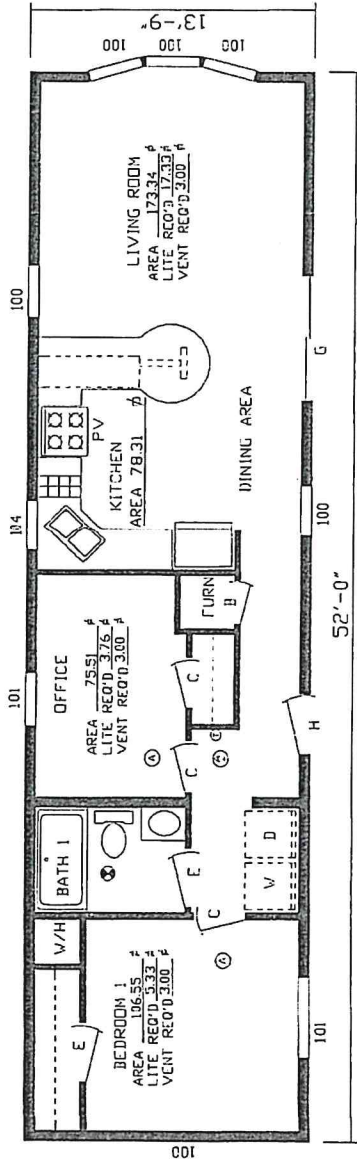 13'-9"
100
100
100
100
104
101
LIVING ROOM
AREA 173.34 ⌀
LITE REQ'D 17.33 ⌀
VENT REQ'D 3.00 ⌀
PV
KITCHEN
AREA 78.31 ⌀
DINING AREA
OFFICE
AREA 75.51 ⌀
LITE REQ'D 3.76 ⌀
VENT REQ'D 3.00 ⌀
FURN
B
C
C
A
A
BATH 1
E
C
W
D
W/H
E
BEDROOM 1
AREA 106.55 ⌀
LITE REQ'D 5.33 ⌀
VENT REQ'D 3.00 ⌀
A
G
100
H
101
100
52'-0"